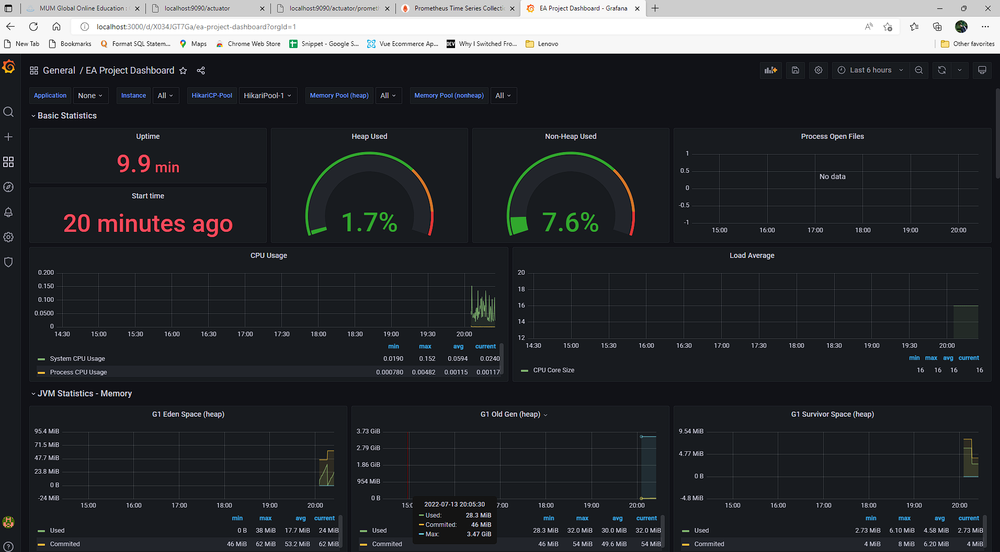 MUM Global Online Education :
localhost:9090/actuator
localhost:9090/actuator/prometh
Prometheus Time Series Collectio
EA Project Dashboard - Grafana
localhost:3000/d/X034JGT7Ga/ea-project-dashboard?orgId=1
New Tab
Bookmarks
Format SQL Statem...
Maps
Chrome Web Store
Snippet - Google S...
Vue Ecommerce Ap...
DEV
Why I Switched Fro...
Lenovo
Other favorites
General / EA Project Dashboard
Last 6 hours
Application
None
Instance
All
HikariCP-Pool
HikariPool-1
Memory Pool (heap)
All
Memory Pool (nonheap)
All
Basic Statistics
Uptime
9.9 min
Start time
20 minutes ago
Heap Used
1.7%
Non-Heap Used
7.6%
Process Open Files
1
0.5
0
-0.5
-1
No data
15:00 16:00 17:00 18:00 19:00 20:00
CPU Usage
0.200
0.150
0.100
0.0500
0
14:30 15:00 15:30 16:00 16:30 17:00 17:30 18:00 18:30 19:00 19:30 20:00
min max avg current
System CPU Usage 0.0190 0.152 0.0594 0.0240
Process CPU Usage 0.000780 0.00482 0.00115 0.00117
Load Average
20
18
16
14
12
14:30 15:00 15:30 16:00 16:30 17:00 17:30 18:00 18:30 19:00 19:30 20:00
min max avg current
CPU Core Size 16 16 16 16
JVM Statistics - Memory
G1 Eden Space (heap)
95.4 MiB
71.5 MiB
47.7 MiB
23.8 MiB
0 B
-24 MiB
15:00 16:00 17:00 18:00 19:00 20:00
min max avg current
Used 0 B 38 MiB 17.7 MiB 24 MiB
Commited 46 MiB 62 MiB 53.2 MiB 62 MiB
G1 Old Gen (heap)
3.73 GiB
2.79 GiB
1.86 GiB
954 MiB
0 B
15:0 7:00 18:00 19:00 20:00
2022-07-13 20:05:30
Used: 28.3 MiB
Commited: 46 MiB
Max: 3.47 GiB
min max avg current
Used 28.3 MiB 32.0 MiB 30.0 MiB 32.0 MiB
Commited 46 MiB 54 MiB 49.6 MiB 54 MiB
G1 Survivor Space (heap)
9.54 MiB
4.77 MiB
0 B
-4.8 MiB
15:00 16:00 17:00 18:00 19:00 20:00
min max avg current
Used 2.73 MiB 6.10 MiB 4.58 MiB 2.73 MiB
Commited 4 MiB 8 MiB 6.20 MiB 4 MiB